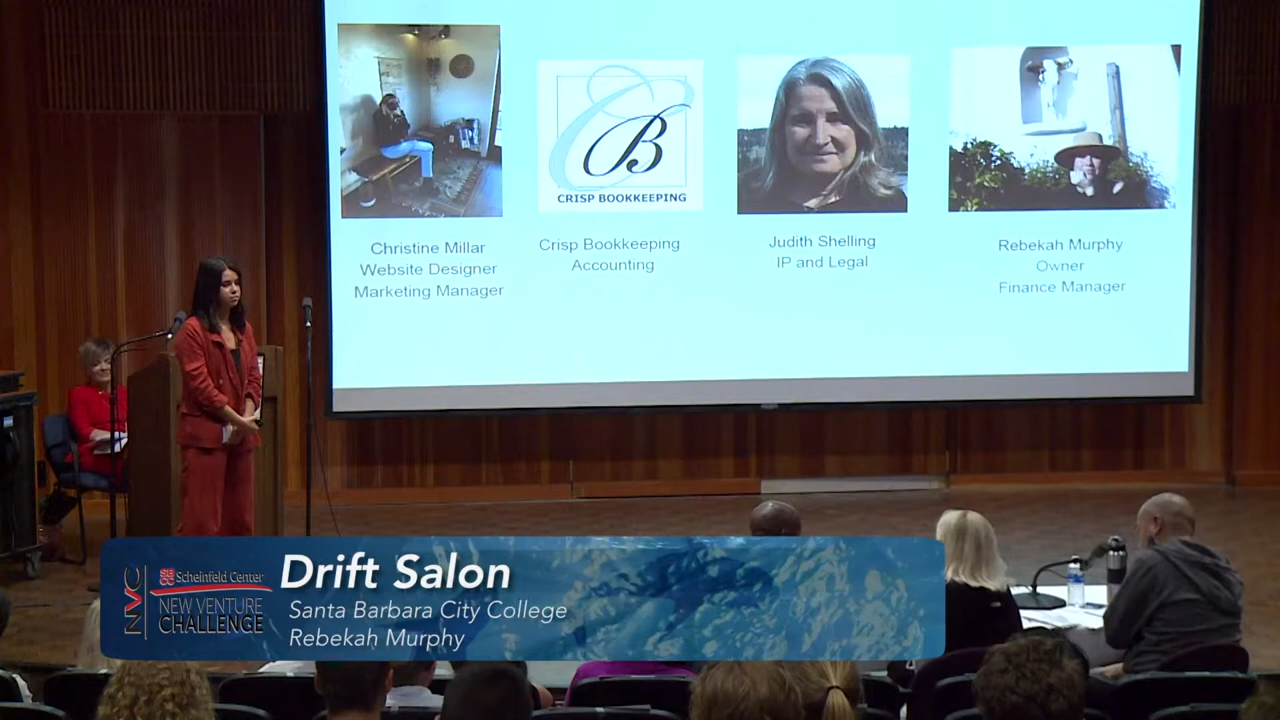 CB
CRISP BOOKKEEPING
Christine Millar
Website Designer
Marketing Manager
Crisp Bookkeeping
Accounting
Judith Shelling
IP and Legal
Rebekah Murphy
Owner
Finance Manager
NVC
SBCC Scheinfeld Center
NEW VENTURE
CHALLENGE
Drift Salon
Santa Barbara City College
Rebekah Murphy